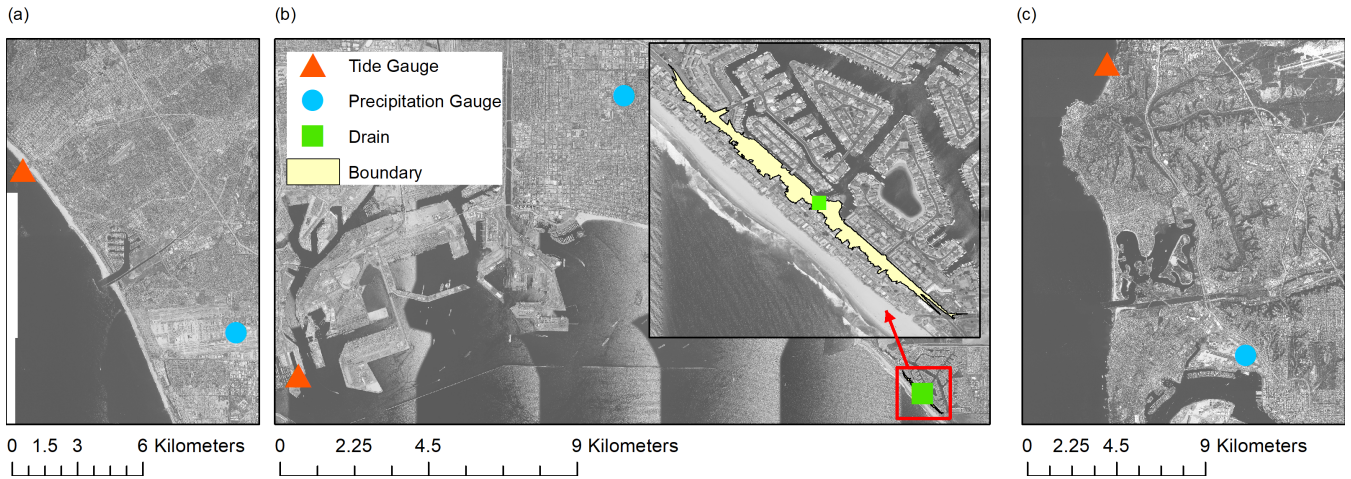 (a)
(b)
(c)
Tide Gauge
Precipitation Gauge
Drain
Boundary
0 1.5 3 6 Kilometers
0 2.25 4.5 9 Kilometers
0 2.25 4.5 9 Kilometers